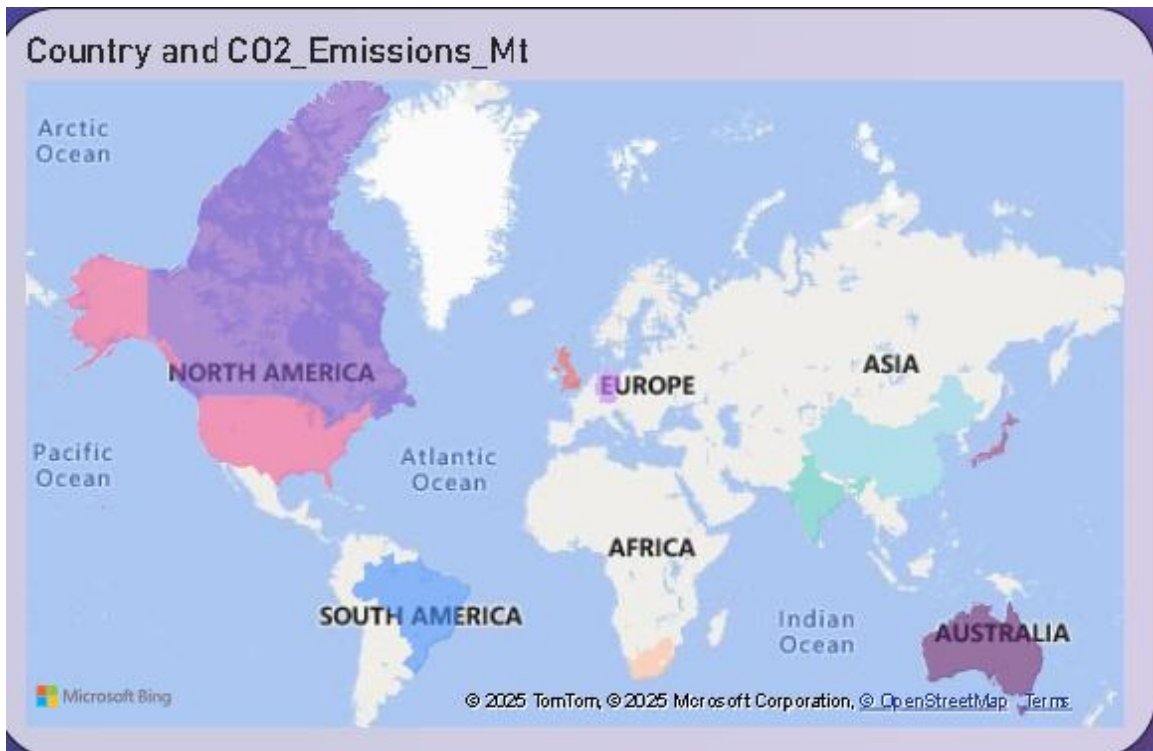 Country and CO2_Emissions_Mt
Arctic
Ocean
NORTH AMERICA
EUROPE
ASIA
Pacific
Ocean
Atlantic
Ocean
AFRICA
SOUTH AMERICA
Indian
Ocean
AUSTRALIA
Microsoft Bing
© 2025 TomTom, © 2025 Microsoft Corporation, © OpenStreetMap Terms